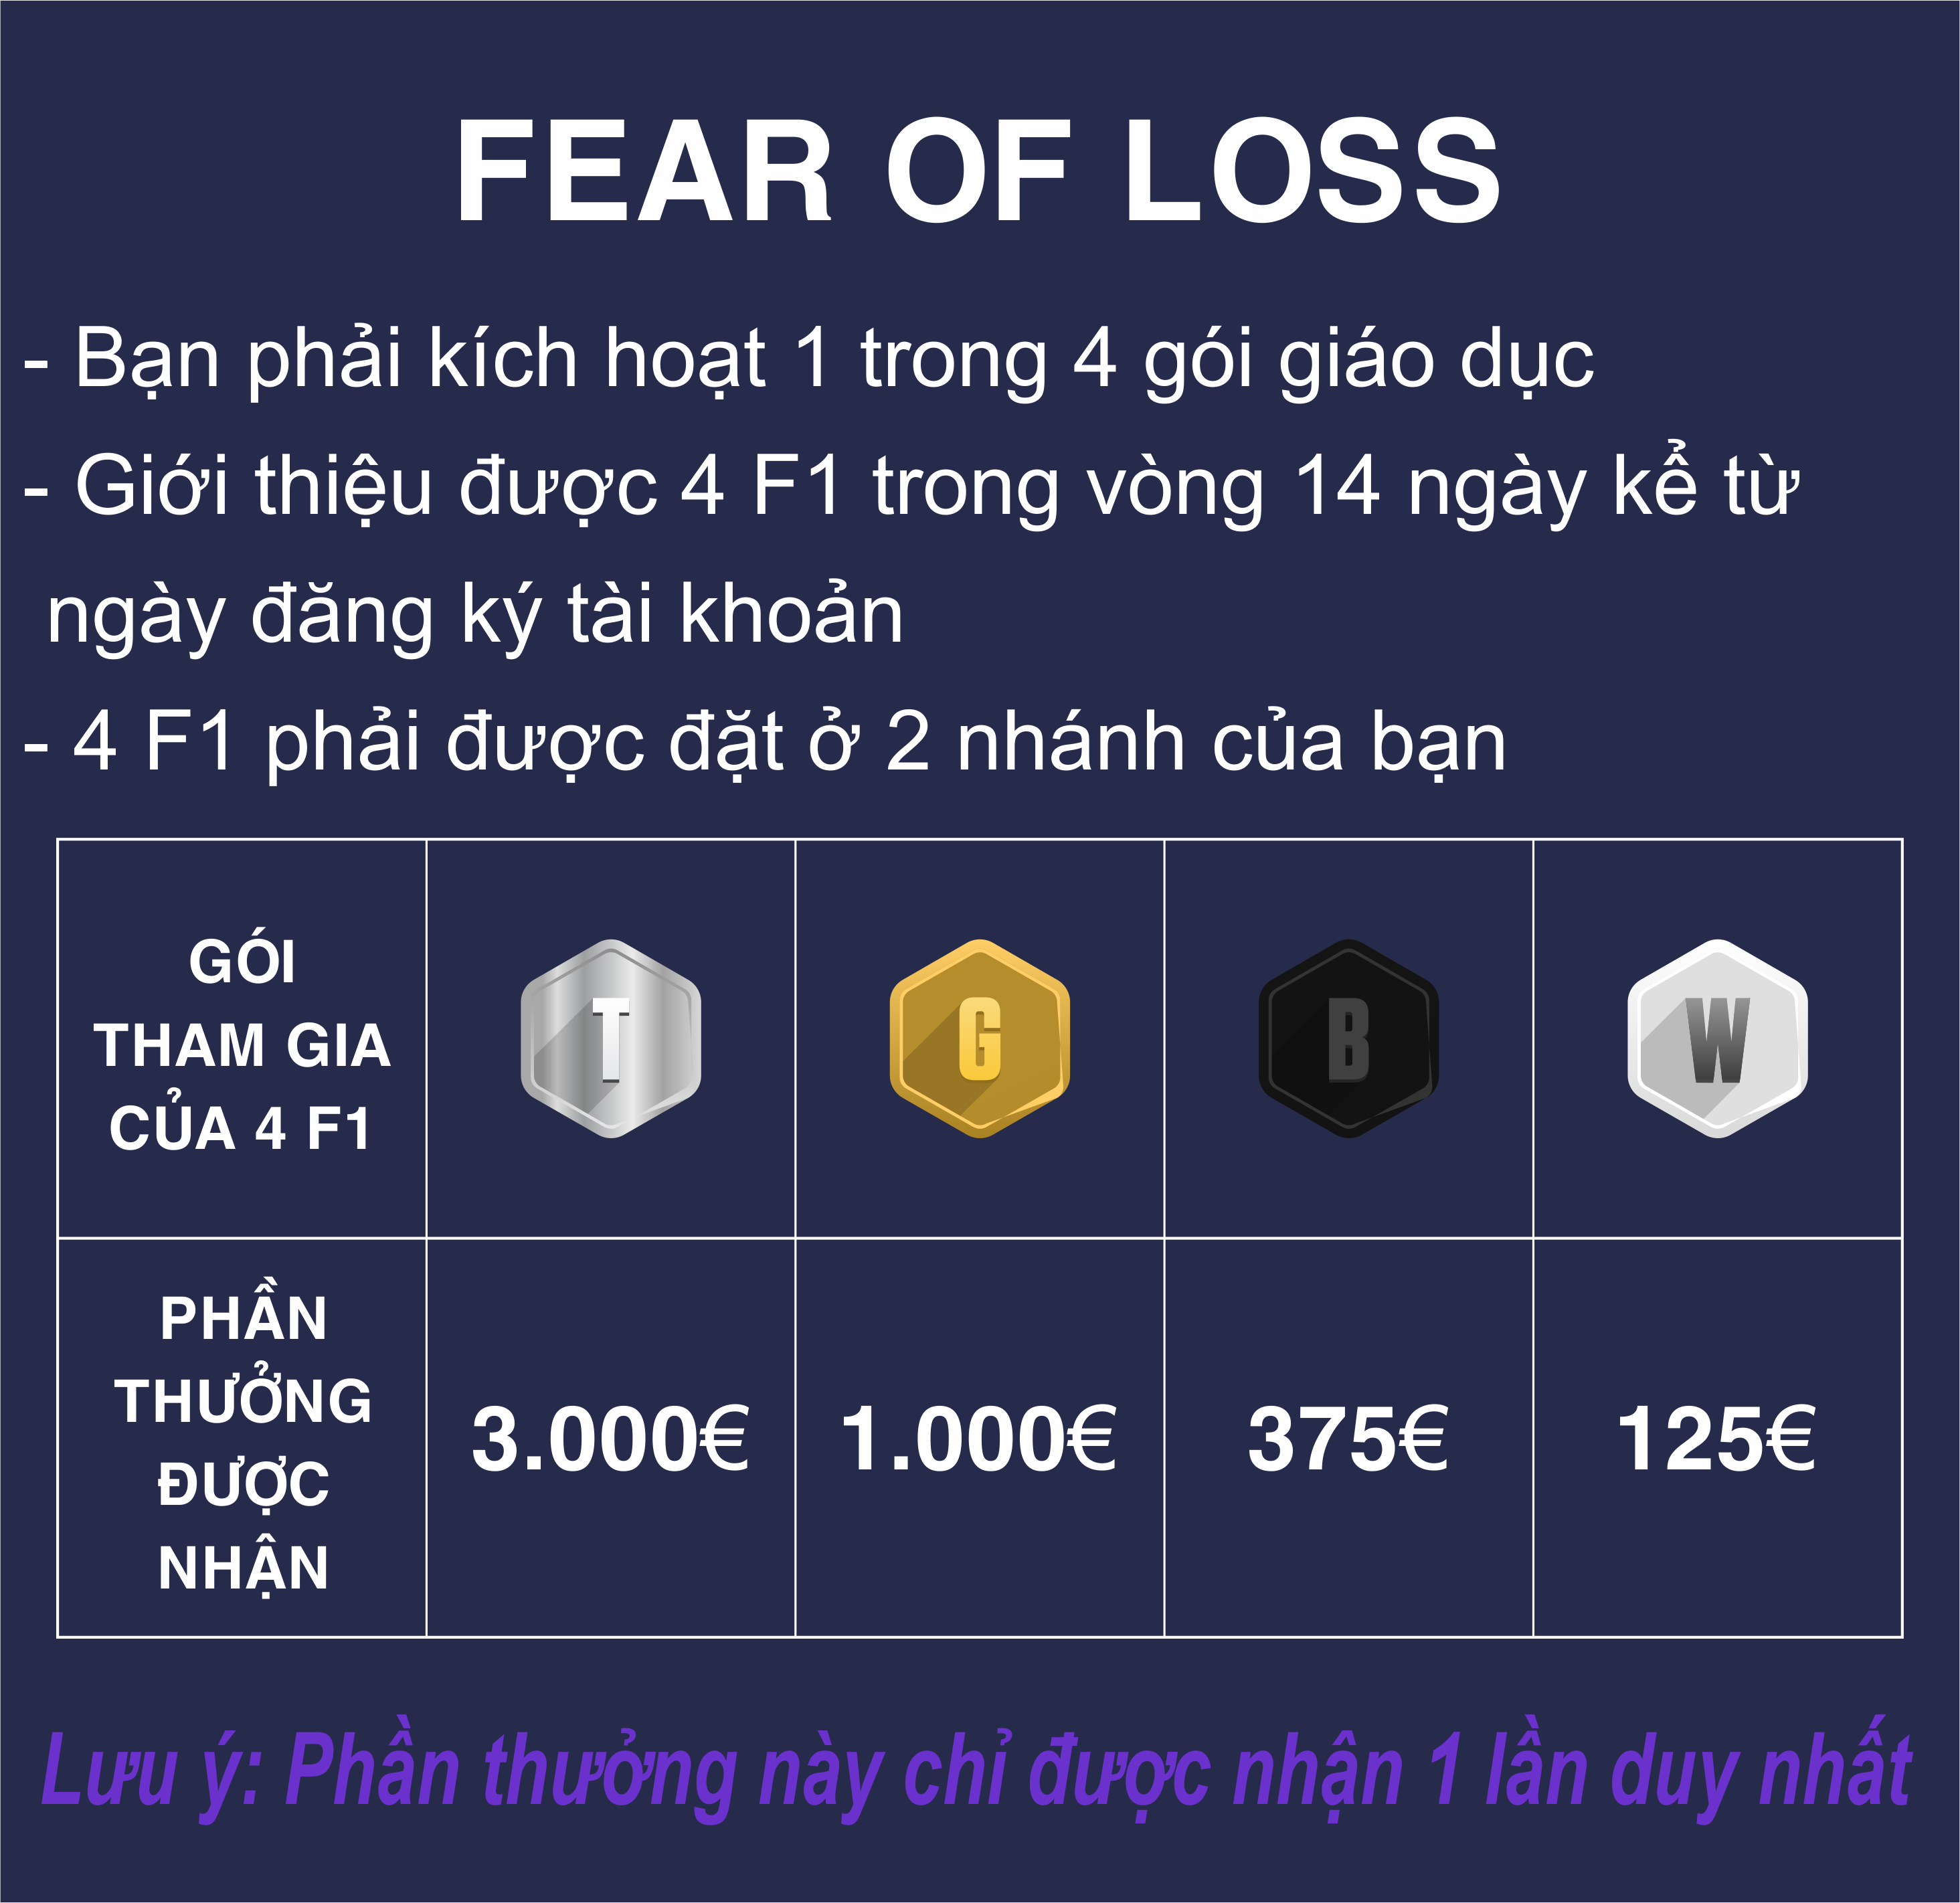 FEAR OF LOSS
- Bạn phải kích hoạt 1 trong 4 gói giáo dục
- Giới thiệu được 4 F1 trong vòng 14 ngày kể từ
ngày đăng ký tài khoản
- 4 F1 phải được đặt ở 2 nhánh của bạn
GÓI
THAM GIA
CỦA 4 F1
T
G
B
W
PHẦN
THƯỞNG
ĐƯỢC
NHẬN
3.000€
1.000€
375€
125€
Lưu ý: Phần thưởng này chỉ được nhận 1 lần duy nhất